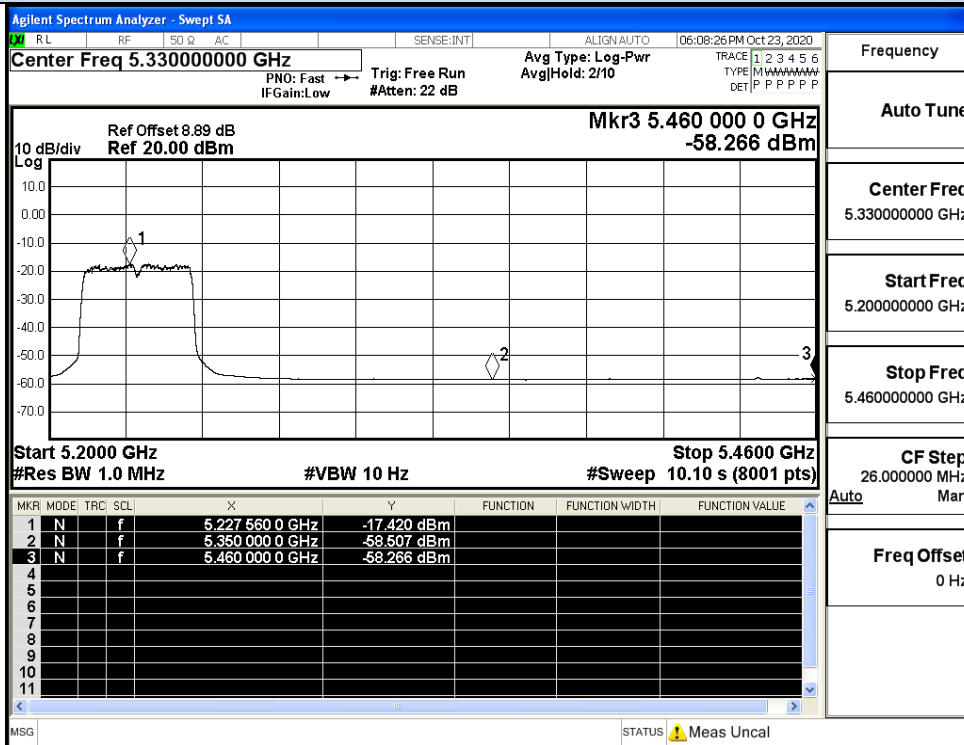 Agilent Spectrum Analyzer - Swept SA
LXI RL RF 50 Ω AC SENSE:INT ALIGNAUTO 06:08:26 PM Oct 23, 2020
Center Freq 5.330000000 GHz
PNO: Fast
IFGain:Low
Trig: Free Run
#Atten: 22 dB
Avg Type: Log-Pwr
Avg|Hold: 2/10
TRACE 1 2 3 4 5 6
TYPE M WWWWW
DET P P P P P P
Ref Offset 8.89 dB
10 dB/div Ref 20.00 dBm
Log
Mkr3 5.460 000 0 GHz
-58.266 dBm
10.0
0.00
-10.0
-20.0
-30.0
-40.0
-50.0
-60.0
-70.0
1
2
3
Start 5.2000 GHz Stop 5.4600 GHz
#Res BW 1.0 MHz #VBW 10 Hz #Sweep 10.10 s (8001 pts)
MKR MODE TRC SCL X Y FUNCTION FUNCTION WIDTH FUNCTION VALUE
1 N f 5.227 560 0 GHz -17.420 dBm
2 N f 5.350 000 0 GHz -58.507 dBm
3 N f 5.460 000 0 GHz -58.266 dBm
4
5
6
7
8
9
10
11
MSG STATUS Meas Uncal
Frequency
Auto Tune
Center Freq
5.330000000 GHz
Start Freq
5.200000000 GHz
Stop Freq
5.460000000 GHz
CF Step
26.000000 MHz
Auto Man
Freq Offset
0 Hz